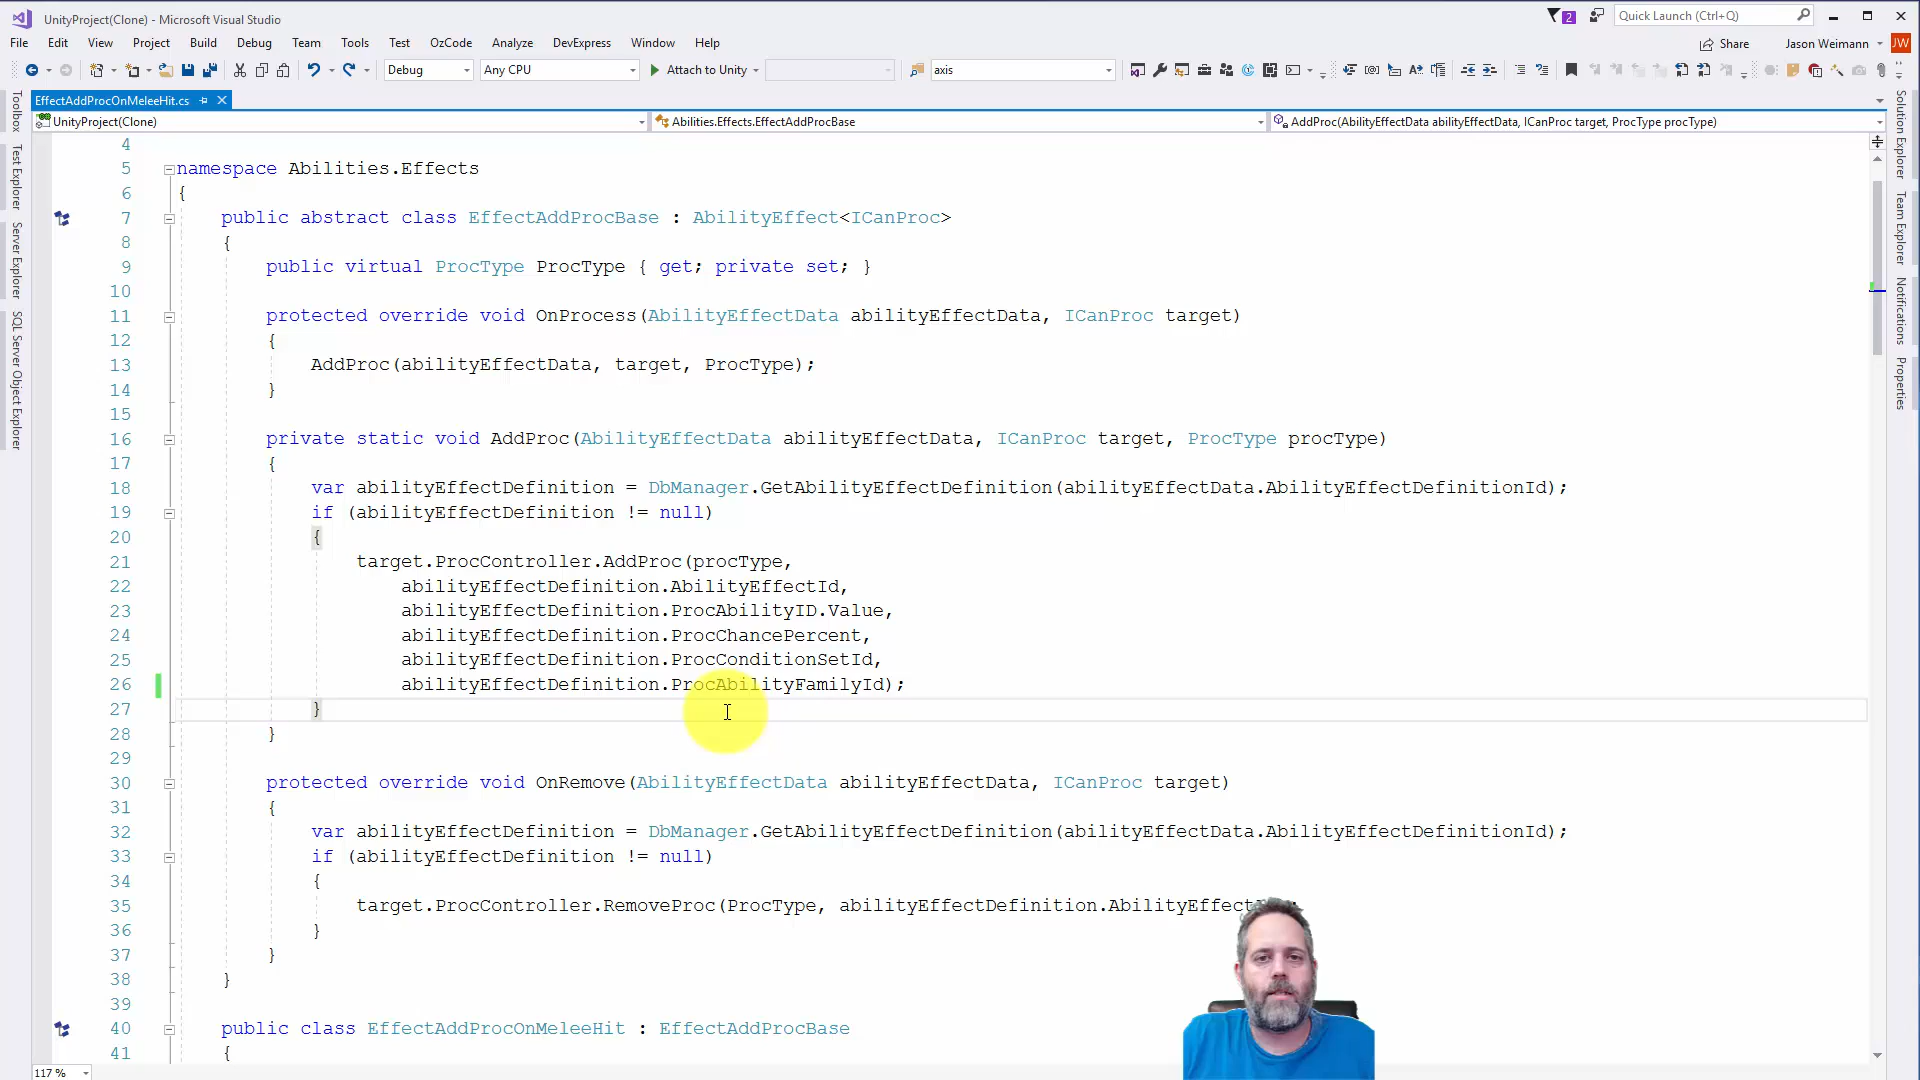 UnityProject(Clone) - Microsoft Visual Studio
2
Quick Launch (Ctrl+Q)
File Edit View Project Build Debug Team Tools Test OzCode Analyze DevExpress Window Help
Share
Jason Weimann
JW
Debug
Any CPU
Attach to Unity
axis
Toolbox
Test Explorer
Server Explorer
SQL Server Object Explorer
Solution Explorer
Team Explorer
Notifications
Properties
EffectAddProcOnMeleeHit.cs
UnityProject(Clone)
Abilities.Effects.EffectAddProcBase
AddProc(AbilityEffectData abilityEffectData, ICanProc target, ProcType procType)
4
5 namespace Abilities.Effects
6 {
7 public abstract class EffectAddProcBase : AbilityEffect<ICanProc>
8 {
9 public virtual ProcType ProcType { get; private set; }
10
11 protected override void OnProcess(AbilityEffectData abilityEffectData, ICanProc target)
12 {
13 AddProc(abilityEffectData, target, ProcType);
14 }
15
16 private static void AddProc(AbilityEffectData abilityEffectData, ICanProc target, ProcType procType)
17 {
18 var abilityEffectDefinition = DbManager.GetAbilityEffectDefinition(abilityEffectData.AbilityEffectDefinitionId);
19 if (abilityEffectDefinition != null)
20 {
21 target.ProcController.AddProc(procType,
22 abilityEffectDefinition.AbilityEffectId,
23 abilityEffectDefinition.ProcAbilityID.Value,
24 abilityEffectDefinition.ProcChancePercent,
25 abilityEffectDefinition.ProcConditionSetId,
26 abilityEffectDefinition.ProcAbilityFamilyId);
27 }
28 }
29
30 protected override void OnRemove(AbilityEffectData abilityEffectData, ICanProc target)
31 {
32 var abilityEffectDefinition = DbManager.GetAbilityEffectDefinition(abilityEffectData.AbilityEffectDefinitionId);
33 if (abilityEffectDefinition != null)
34 {
35 target.ProcController.RemoveProc(ProcType, abilityEffectDefinition.AbilityEffect
36 }
37 }
38 }
39
40 public class EffectAddProcOnMeleeHit : EffectAddProcBase
41 {
117 %